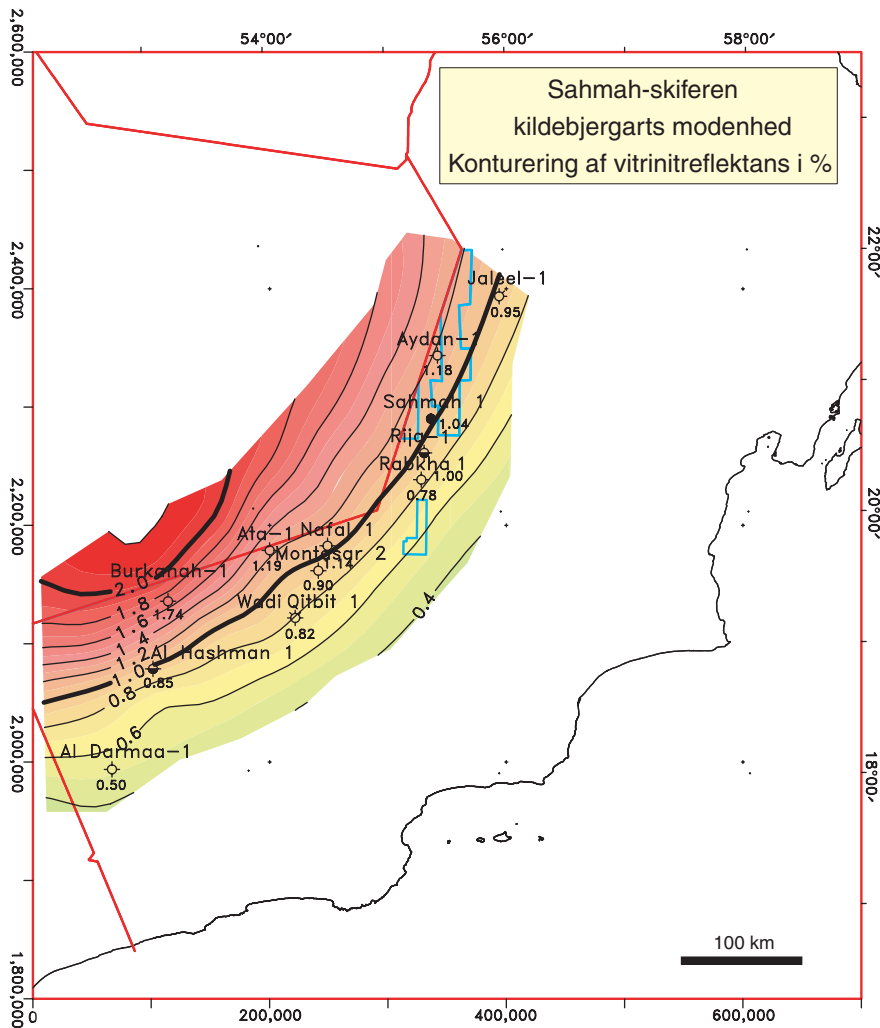 54°00'
56°00'
58°00'
2,600,000
Sahmah-skiferen
kildebjergarts modenhed
Konturering af vitrinitreflektans i %
22°00'
2,400,000
Jaleel-1
0.95
Aydan-1
1.18
Sahmah 1
1.04
Rija-1
1.00
Rabkha 1
0.78
20°00'
2,200,000
Ata-1
1.19
Nafal 1
1.14
Montasar 2
0.90
Burkanah-1
1.74
2.0
1.8
1.6
1.4
1.2
1.0
0.8
0.6
0.4
Wadi Qitbit 1
0.82
Al Hashman 1
0.85
Al Darmaa-1
0.50
2,000,000
18°00'
100 km
1,800,000
0
200,000
400,000
600,000